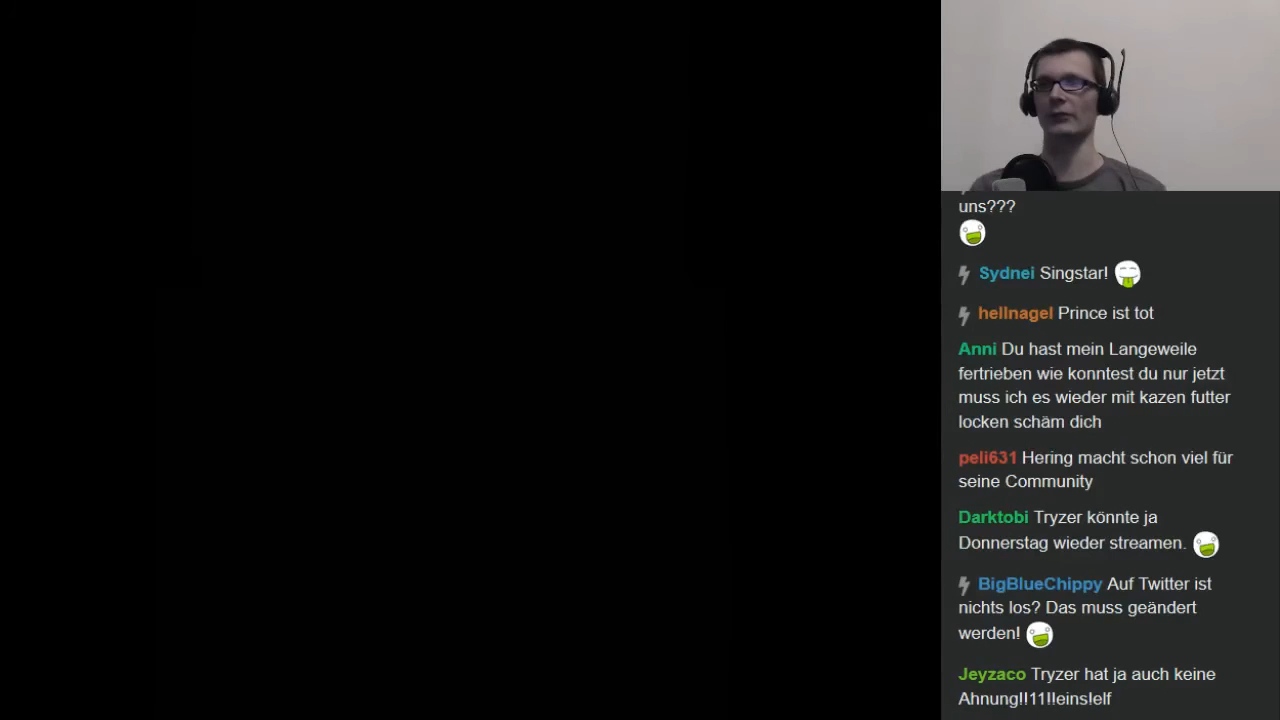 uns???
Sydnei Singstar!
hellnagel Prince ist tot
Anni Du hast mein Langeweile
fertrieben wie konntest du nur jetzt
muss ich es wieder mit kazen futter
locken schäm dich
peli631 Hering macht schon viel für
seine Community
Darktobi Tryzer könnte ja
Donnerstag wieder streamen.
BigBlueChippy Auf Twitter ist
nichts los? Das muss geändert
werden!
Jeyzaco Tryzer hat ja auch keine
Ahnung!!11!!eins!elf